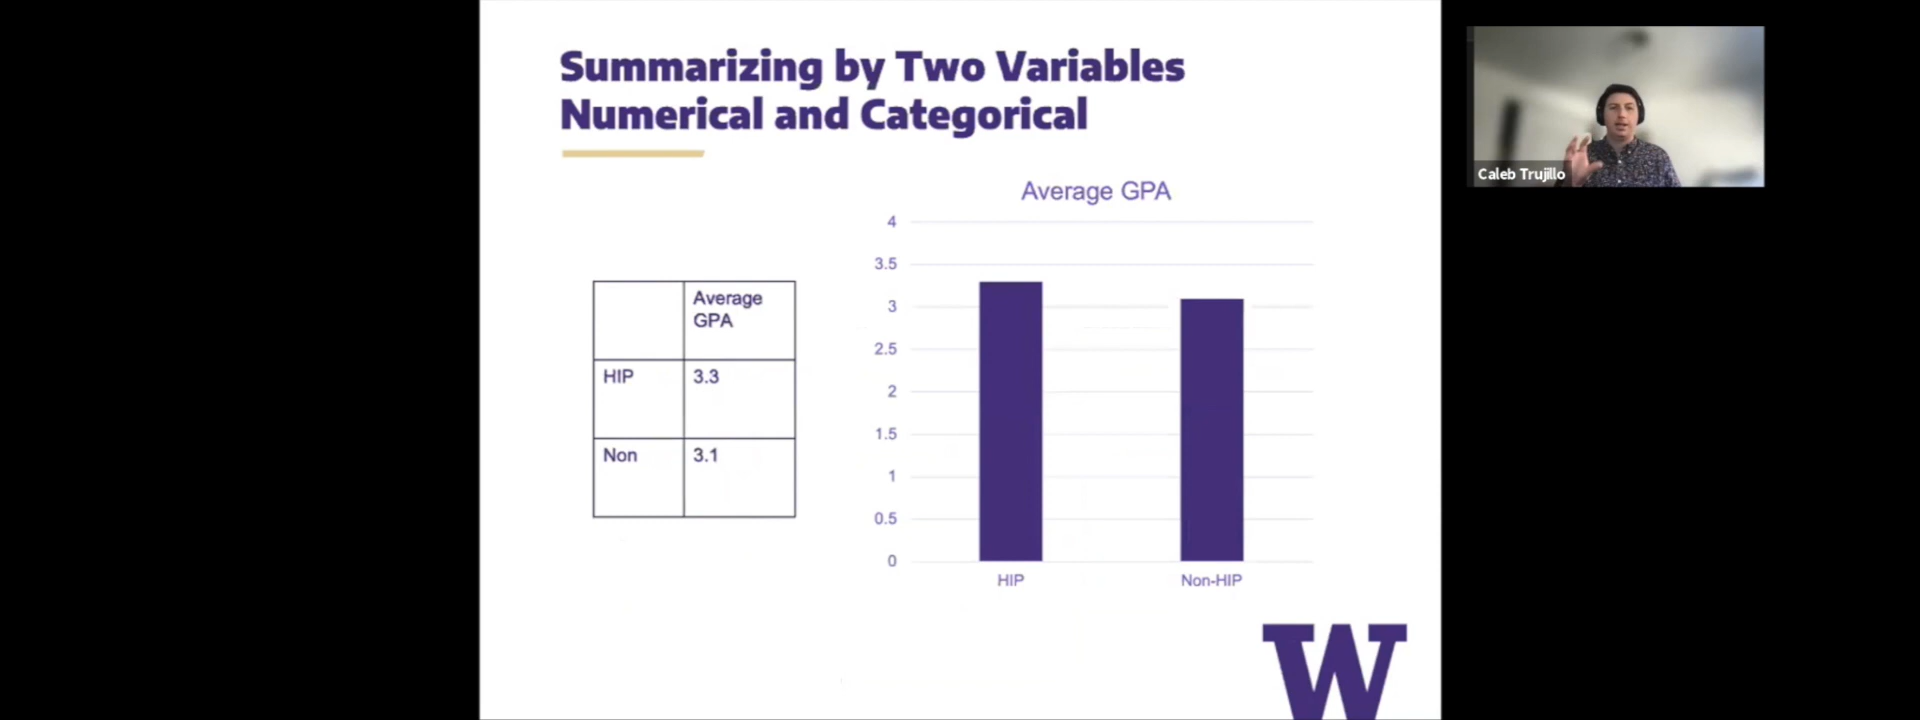 Summarizing by Two Variables
Numerical and Categorical
Average GPA
4
3.5
3
2.5
2
1.5
1
0.5
0
HIP
Non-HIP
Average
GPA
HIP
3.3
Non
3.1
W
Caleb Trujillo